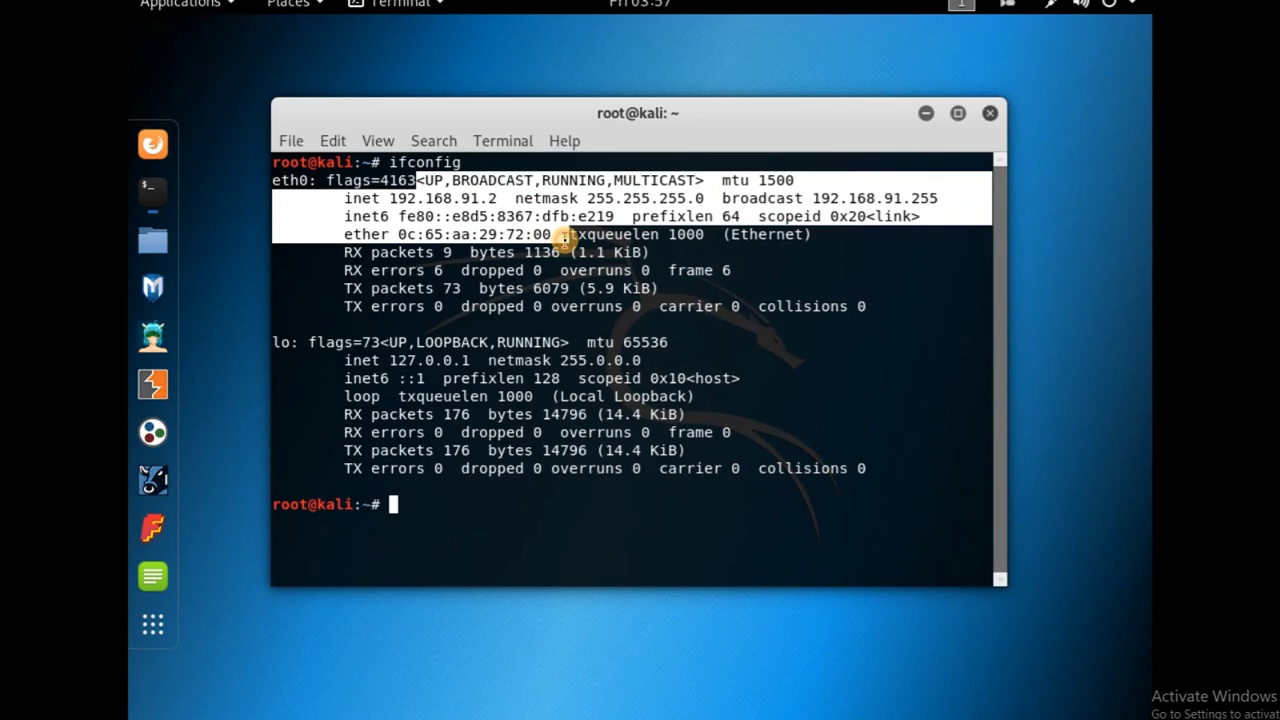 Applications Places Terminal Fri 03:57 1
root@kali: ~
File Edit View Search Terminal Help
root@kali:~# ifconfig
eth0: flags=4163<UP,BROADCAST,RUNNING,MULTICAST>  mtu 1500
        inet 192.168.91.2  netmask 255.255.255.0  broadcast 192.168.91.255
        inet6 fe80::e8d5:8367:dfb:e219  prefixlen 64  scopeid 0x20<link>
        ether 0c:65:aa:29:72:00  txqueuelen 1000  (Ethernet)
        RX packets 9  bytes 1136 (1.1 KiB)
        RX errors 6  dropped 0  overruns 0  frame 6
        TX packets 73  bytes 6079 (5.9 KiB)
        TX errors 0  dropped 0 overruns 0  carrier 0  collisions 0
lo: flags=73<UP,LOOPBACK,RUNNING>  mtu 65536
        inet 127.0.0.1  netmask 255.0.0.0
        inet6 ::1  prefixlen 128  scopeid 0x10<host>
        loop  txqueuelen 1000  (Local Loopback)
        RX packets 176  bytes 14796 (14.4 KiB)
        RX errors 0  dropped 0  overruns 0  frame 0
        TX packets 176  bytes 14796 (14.4 KiB)
        TX errors 0  dropped 0 overruns 0  carrier 0  collisions 0
root@kali:~#
Activate Windows
Go to Settings to activat